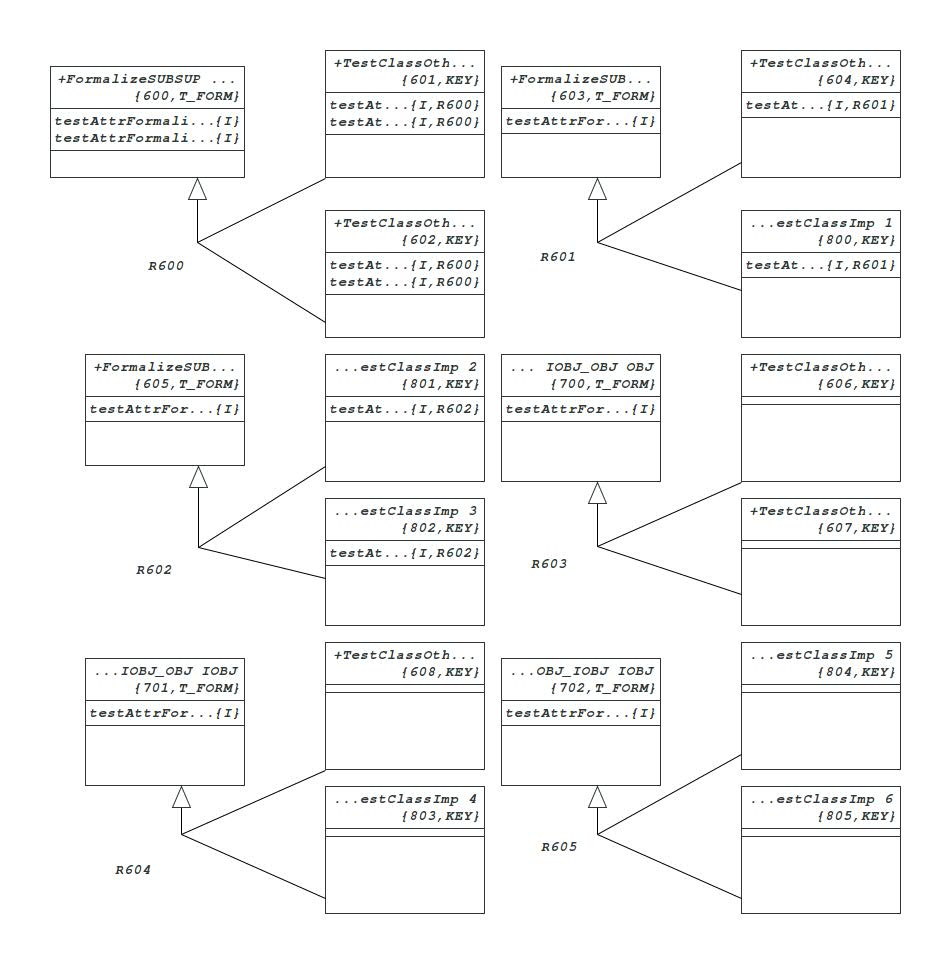 +FormalizeSUBSUP ...
{600,T_FORM}
testAttrFormali...{I}
testAttrFormali...{I}
+TestClassOth...
{601,KEY}
testAt...{I,R600}
testAt...{I,R600}
+TestClassOth...
{602,KEY}
testAt...{I,R600}
testAt...{I,R600}
R600
+FormalizeSUB...
{603,T_FORM}
testAttrFor...{I}
+TestClassOth...
{604,KEY}
testAt...{I,R601}
...estClassImp 1
{800,KEY}
testAt...{I,R601}
R601
+FormalizeSUB...
{605,T_FORM}
testAttrFor...{I}
...estClassImp 2
{801,KEY}
testAt...{I,R602}
...estClassImp 3
{802,KEY}
testAt...{I,R602}
R602
... IOBJ_OBJ OBJ
{700,T_FORM}
testAttrFor...{I}
+TestClassOth...
{606,KEY}
+TestClassOth...
{607,KEY}
R603
...IOBJ_OBJ IOBJ
{701,T_FORM}
testAttrFor...{I}
+TestClassOth...
{608,KEY}
...estClassImp 4
{803,KEY}
R604
...OBJ_IOBJ IOBJ
{702,T_FORM}
testAttrFor...{I}
...estClassImp 5
{804,KEY}
...estClassImp 6
{805,KEY}
R605